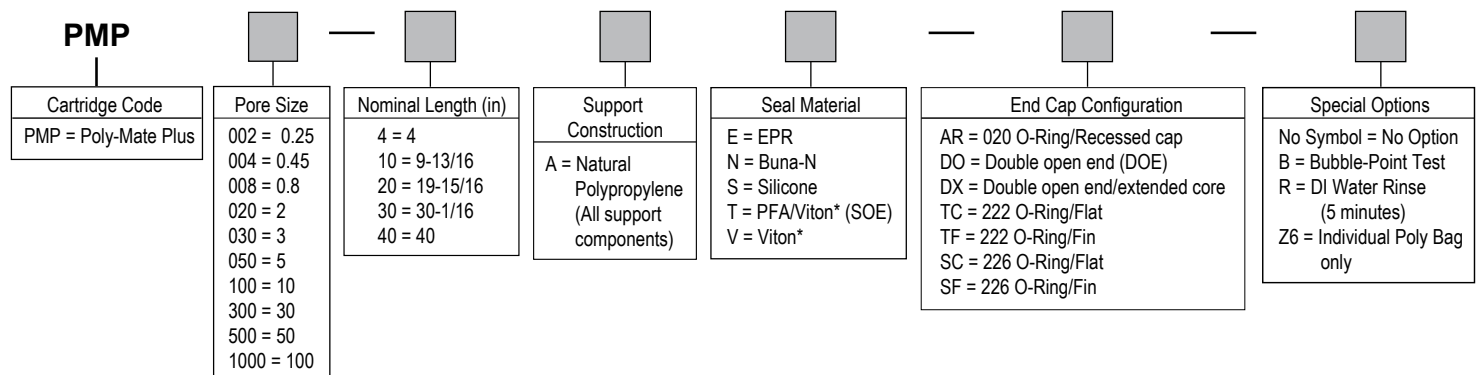 PMP
Cartridge Code
PMP = Poly-Mate Plus
Pore Size
002 = 0.25
004 = 0.45
008 = 0.8
020 = 2
030 = 3
050 = 5
100 = 10
300 = 30
500 = 50
1000 = 100
Nominal Length (in)
4 = 4
10 = 9-13/16
20 = 19-15/16
30 = 30-1/16
40 = 40
Support
Construction
A = Natural
Polypropylene
(All support
components)
Seal Material
E = EPR
N = Buna-N
S = Silicone
T = PFA/Viton* (SOE)
V = Viton*
End Cap Configuration
AR = 020 O-Ring/Recessed cap
DO = Double open end (DOE)
DX = Double open end/extended core
TC = 222 O-Ring/Flat
TF = 222 O-Ring/Fin
SC = 226 O-Ring/Flat
SF = 226 O-Ring/Fin
Special Options
No Symbol = No Option
B = Bubble-Point Test
R = DI Water Rinse
(5 minutes)
Z6 = Individual Poly Bag
only